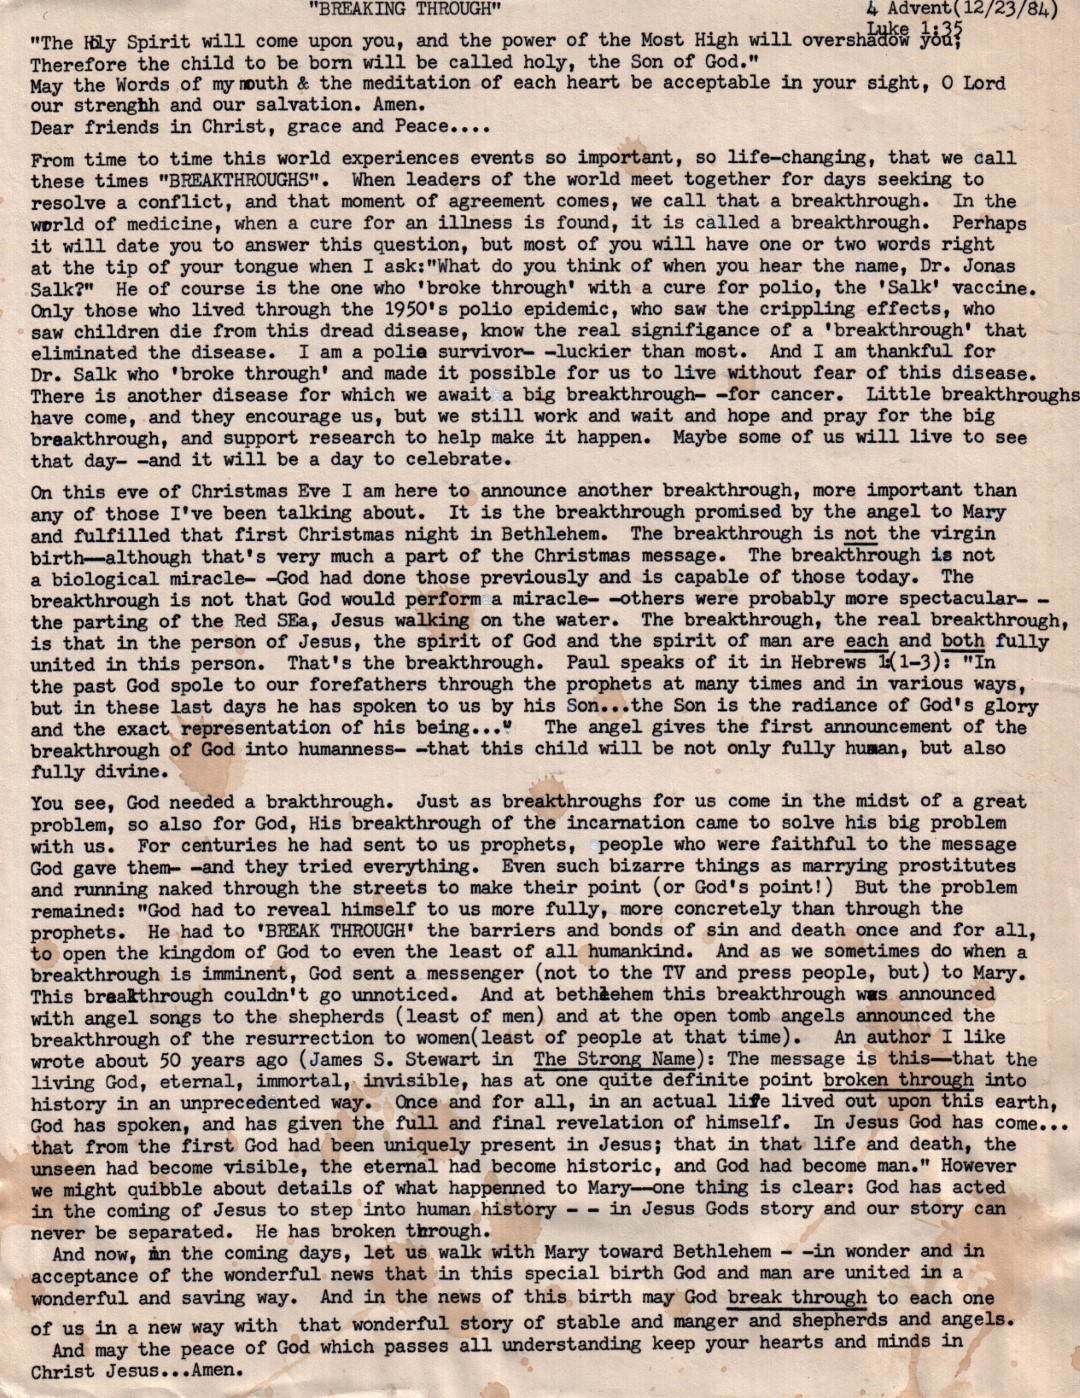 "BREAKING THROUGH"
4 Advent(12/23/84)
Luke 1:35
"The Holy Spirit will come upon you, and the power of the Most High will overshadow you;
Therefore the child to be born will be called holy, the Son of God."
May the Words of my mouth & the meditation of each heart be acceptable in your sight, O Lord
our strenghh and our salvation. Amen.
Dear friends in Christ, grace and Peace....
From time to time this world experiences events so important, so life-changing, that we call
these times "BREAKTHROUGHS".  When leaders of the world meet together for days seeking to
resolve a conflict, and that moment of agreement comes, we call that a breakthrough.  In the
world of medicine, when a cure for an illness is found, it is called a breakthrough.  Perhaps
it will date you to answer this question, but most of you will have one or two words right
at the tip of your tongue when I ask:"What do you think of when you hear the name, Dr. Jonas
Salk?"  He of course is the one who 'broke through' with a cure for polio, the 'Salk' vaccine.
Only those who lived through the 1950's polio epidemic, who saw the crippling effects, who
saw children die from this dread disease, know the real signifigance of a 'breakthrough' that
eliminated the disease.  I am a polio survivor- -luckier than most.  And I am thankful for
Dr. Salk who 'broke through' and made it possible for us to live without fear of this disease.
There is another disease for which we await a big breakthrough- -for cancer.  Little breakthroughs
have come, and they encourage us, but we still work and wait and hope and pray for the big
breakthrough, and support research to help make it happen.  Maybe some of us will live to see
that day- -and it will be a day to celebrate.
On this eve of Christmas Eve I am here to announce another breakthrough, more important than
any of those I've been talking about.  It is the breakthrough promised by the angel to Mary
and fulfilled that first Christmas night in Bethlehem.  The breakthrough is not the virgin
birth—although that's very much a part of the Christmas message.  The breakthrough is not
a biological miracle- -God had done those previously and is capable of those today.  The
breakthrough is not that God would perform a miracle- -others were probably more spectacular- -
the parting of the Red SEa, Jesus walking on the water.  The breakthrough, the real breakthrough,
is that in the person of Jesus, the spirit of God and the spirit of man are each and both fully
united in this person.  That's the breakthrough.  Paul speaks of it in Hebrews 1:(1-3): "In
the past God spole to our forefathers through the prophets at many times and in various ways,
but in these last days he has spoken to us by his Son...the Son is the radiance of God's glory
and the exact representation of his being..."  The angel gives the first announcement of the
breakthrough of God into humanness- -that this child will be not only fully human, but also
fully divine.
You see, God needed a brakthrough.  Just as breakthroughs for us come in the midst of a great
problem, so also for God, His breakthrough of the incarnation came to solve his big problem
with us.  For centuries he had sent to us prophets,  people who were faithful to the message
God gave them- -and they tried everything.  Even such bizarre things as marrying prostitutes
and running naked through the streets to make their point (or God's point!)  But the problem
remained: "God had to reveal himself to us more fully, more concretely than through the
prophets.  He had to 'BREAK THROUGH' the barriers and bonds of sin and death once and for all,
to open the kingdom of God to even the least of all humankind.  And as we sometimes do when a
breakthrough is imminent, God sent a messenger (not to the TV and press people, but) to Mary.
This breakthrough couldn't go unnoticed.  And at bethlehem this breakthrough was announced
with angel songs to the shepherds (least of men) and at the open tomb angels announced the
breakthrough of the resurrection to women(least of people at that time).   An author I like
wrote about 50 years ago (James S. Stewart in  The Strong Name): The message is this—that the
living God, eternal, immortal, invisible, has at one quite definite point broken through into
history in an unprecedented way.  Once and for all, in an actual life lived out upon this earth,
God has spoken, and has given the full and final revelation of himself.  In Jesus God has come...
that from the first God had been uniquely present in Jesus; that in that life and death, the
unseen had become visible, the eternal had become historic, and God had become man." However
we might quibble about details of what happenned to Mary—one thing is clear: God has acted
in the coming of Jesus to step into human history - - in Jesus Gods story and our story can
never be separated.  He has broken through.
And now, in the coming days, let us walk with Mary toward Bethlehem - -in wonder and in
acceptance of the wonderful news that in this special birth God and man are united in a
wonderful and saving way.  And in the news of this birth may God break through to each one
of us in a new way with  that wonderful story of stable and manger and shepherds and angels.
And may the peace of God which passes all understanding keep your hearts and minds in
Christ Jesus...Amen.